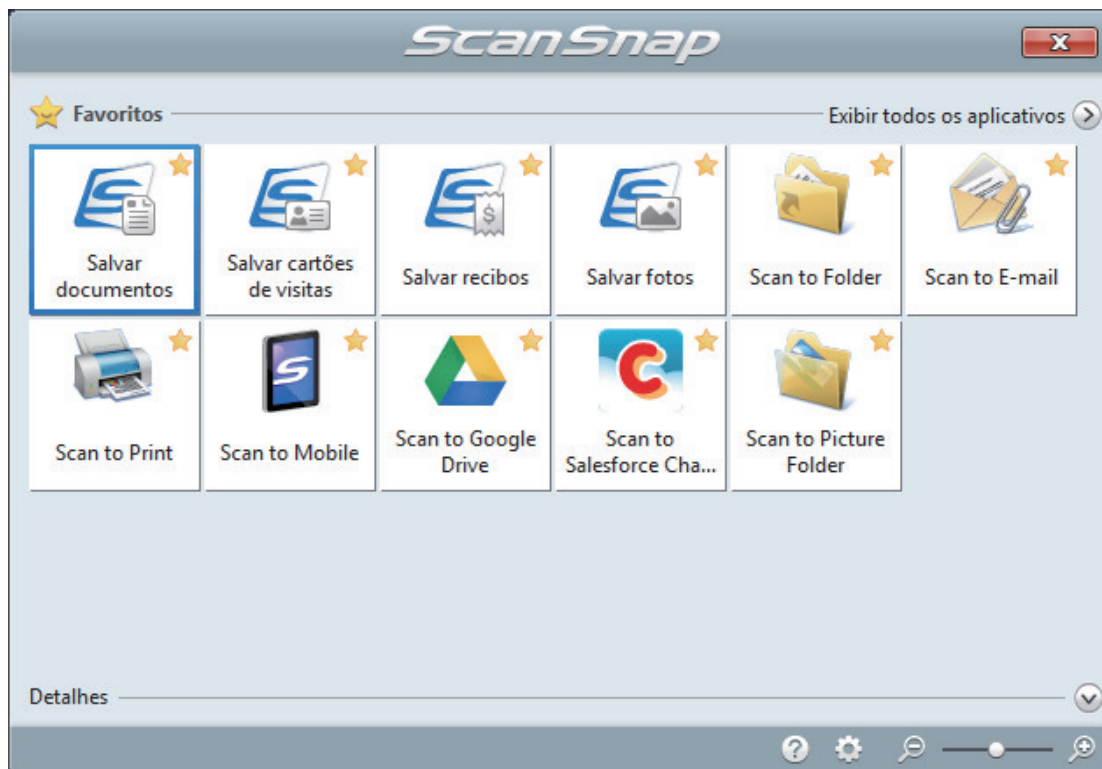 ScanSnap
Favoritos
Exibir todos os aplicativos
Salvar
documentos
Salvar cartões
de visitas
Salvar recibos
Salvar fotos
Scan to Folder
Scan to E-mail
Scan to Print
Scan to Mobile
Scan to Google
Drive
Scan to
Salesforce Cha...
Scan to Picture
Folder
Detalhes